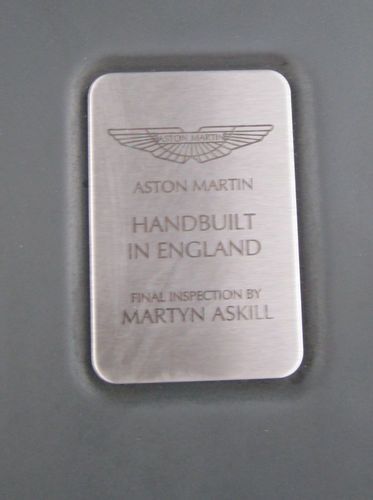 ASTON MARTIN
ASTON MARTIN
HANDBUILT
IN ENGLAND
FINAL INSPECTION BY
MARTYN ASKILL